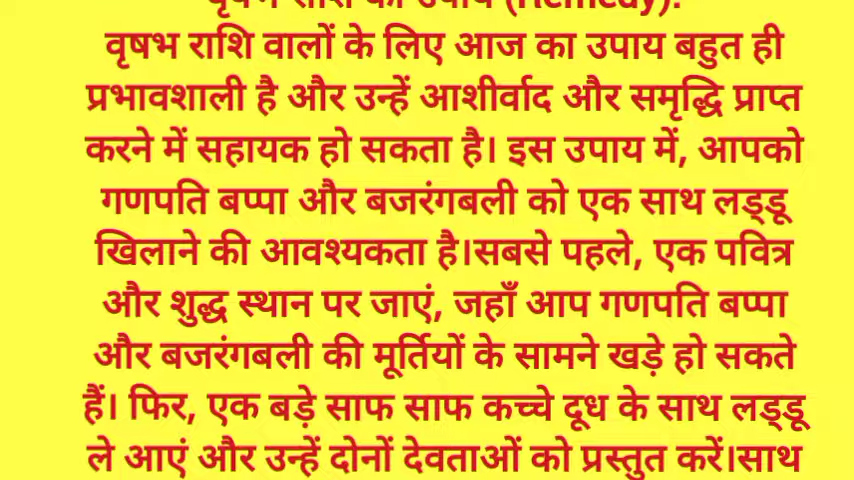 वृषभ राशि का उपाय (Remedy):
वृषभ राशि वालों के लिए आज का उपाय बहुत ही
प्रभावशाली है और उन्हें आशीर्वाद और समृद्धि प्राप्त
करने में सहायक हो सकता है। इस उपाय में, आपको
गणपति बप्पा और बजरंगबली को एक साथ लड्डू
खिलाने की आवश्यकता है।सबसे पहले, एक पवित्र
और शुद्ध स्थान पर जाएं, जहाँ आप गणपति बप्पा
और बजरंगबली की मूर्तियों के सामने खड़े हो सकते
हैं। फिर, एक बड़े साफ साफ कच्चे दूध के साथ लड्डू
ले आएं और उन्हें दोनों देवताओं को प्रस्तुत करें।साथ